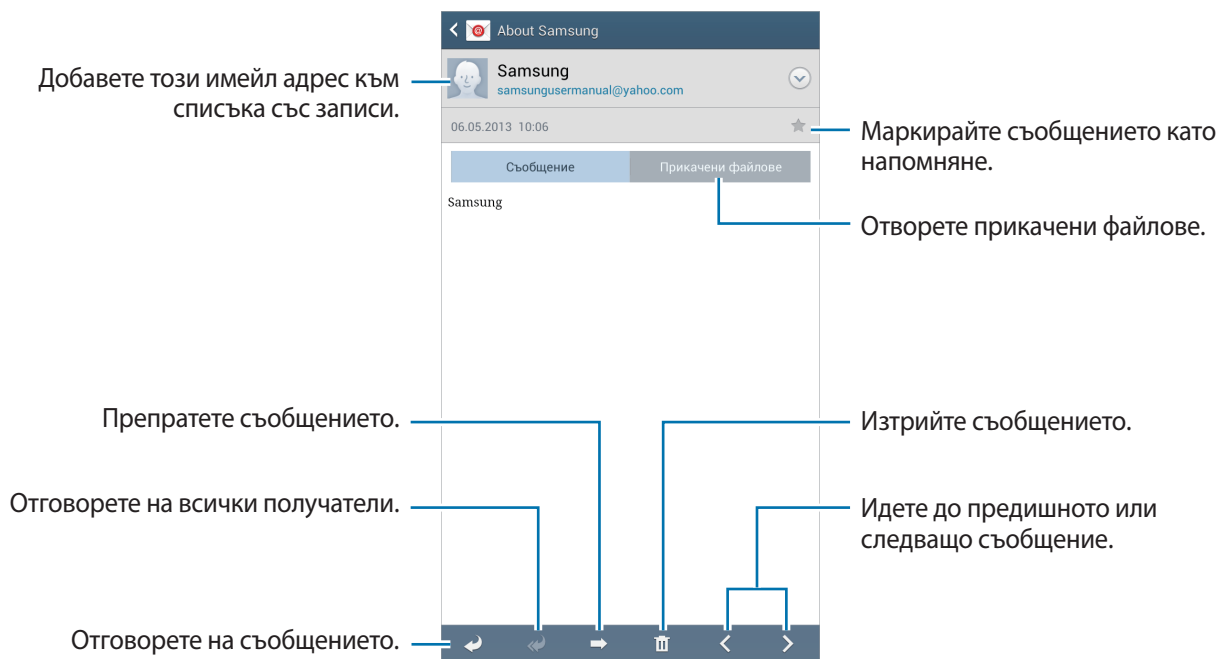 About Samsung
Samsung
samsungusermanual@yahoo.com
Добавете този имейл адрес към
списъка със записи.
06.05.2013 10:06
Маркирайте съобщението като
напомняне.
Съобщение
Прикачени файлове
Samsung
Отворете прикачени файлове.
Препратете съобщението.
Изтрийте съобщението.
Отговорете на всички получатели.
Идете до предишното или
следващо съобщение.
Отговорете на съобщението.